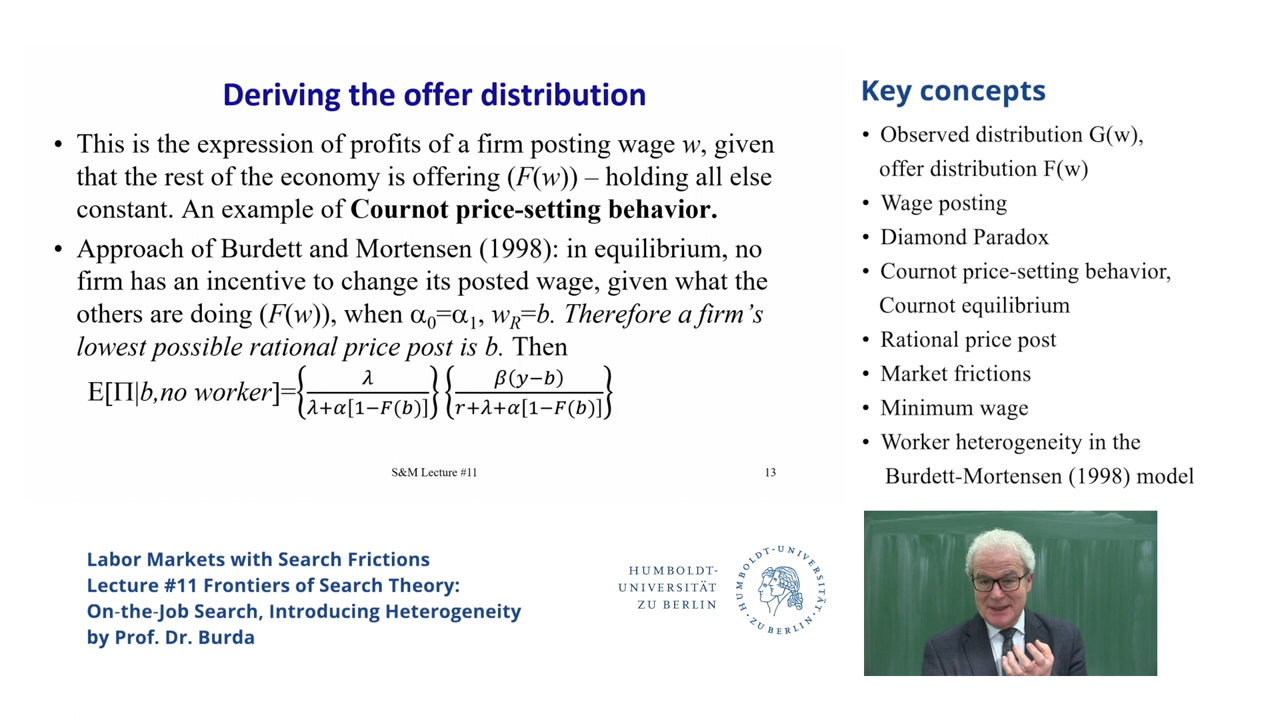 Deriving the offer distribution
• This is the expression of profits of a firm posting wage w, given
that the rest of the economy is offering (F(w)) – holding all else
constant. An example of Cournot price-setting behavior.
• Approach of Burdett and Mortensen (1998): in equilibrium, no
firm has an incentive to change its posted wage, given what the
others are doing (F(w)), when α₀=α₁, w_R=b. Therefore a firm’s
lowest possible rational price post is b. Then
E[Π|b,no worker]={λ/(λ+α[1−F(b)])} {β(y−b)/(r+λ+α[1−F(b)])}
S&M Lecture #11
13
Key concepts
• Observed distribution G(w),
offer distribution F(w)
• Wage posting
• Diamond Paradox
• Cournot price-setting behavior,
Cournot equilibrium
• Rational price post
• Market frictions
• Minimum wage
• Worker heterogeneity in the
Burdett-Mortensen (1998) model
Labor Markets with Search Frictions
Lecture #11 Frontiers of Search Theory:
On-the-Job Search, Introducing Heterogeneity
by Prof. Dr. Burda
HUMBOLDT-
UNIVERSITÄT
ZU BERLIN
HUMBOLDT-UNIVERSITÄT
ZU BERLIN